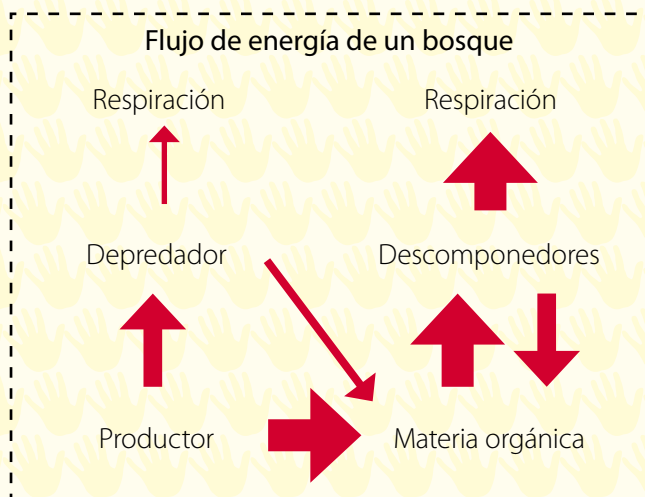 Flujo de energía de un bosque
Respiración
Respiración
Depredador
Descomponedores
Productor
Materia orgánica